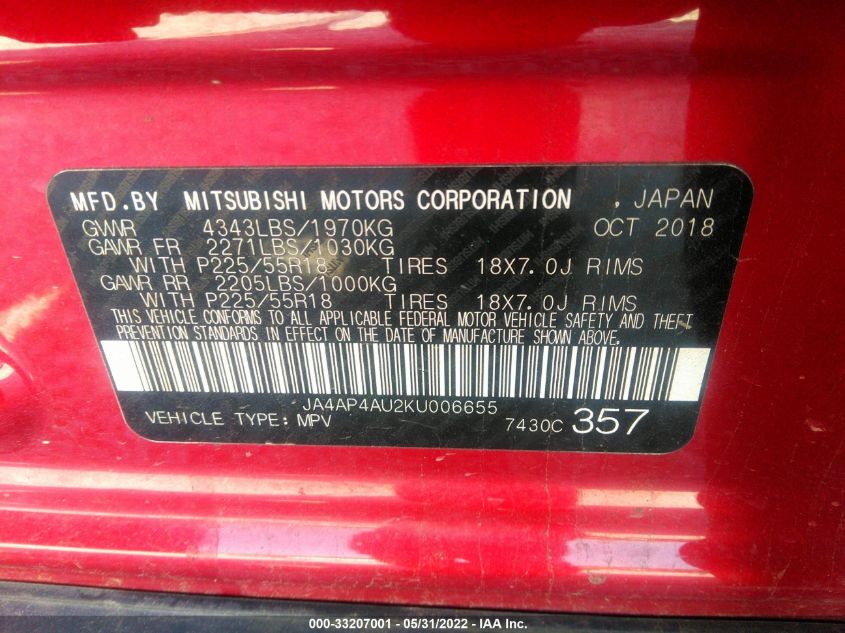 MFD.BY MITSUBISHI MOTORS CORPORATION , JAPAN
GVWR 4343LBS/1970KG OCT 2018
GAWR FR 2271LBS/1030KG
WITH P225/55R18 TIRES 18X7.0J RIMS
GAWR RR 2205LBS/1000KG
WITH P225/55R18 TIRES 18X7.0J RIMS
THIS VEHICLE CONFORMS TO ALL APPLICABLE FEDERAL MOTOR VEHICLE SAFETY AND THEFT
PREVENTION STANDARDS IN EFFECT ON THE DATE OF MANUFACTURE SHOWN ABOVE.
JA4AP4AU2KU006655
VEHICLE TYPE: MPV 7430C 357
000-33207001 - 05/31/2022 - IAA Inc.